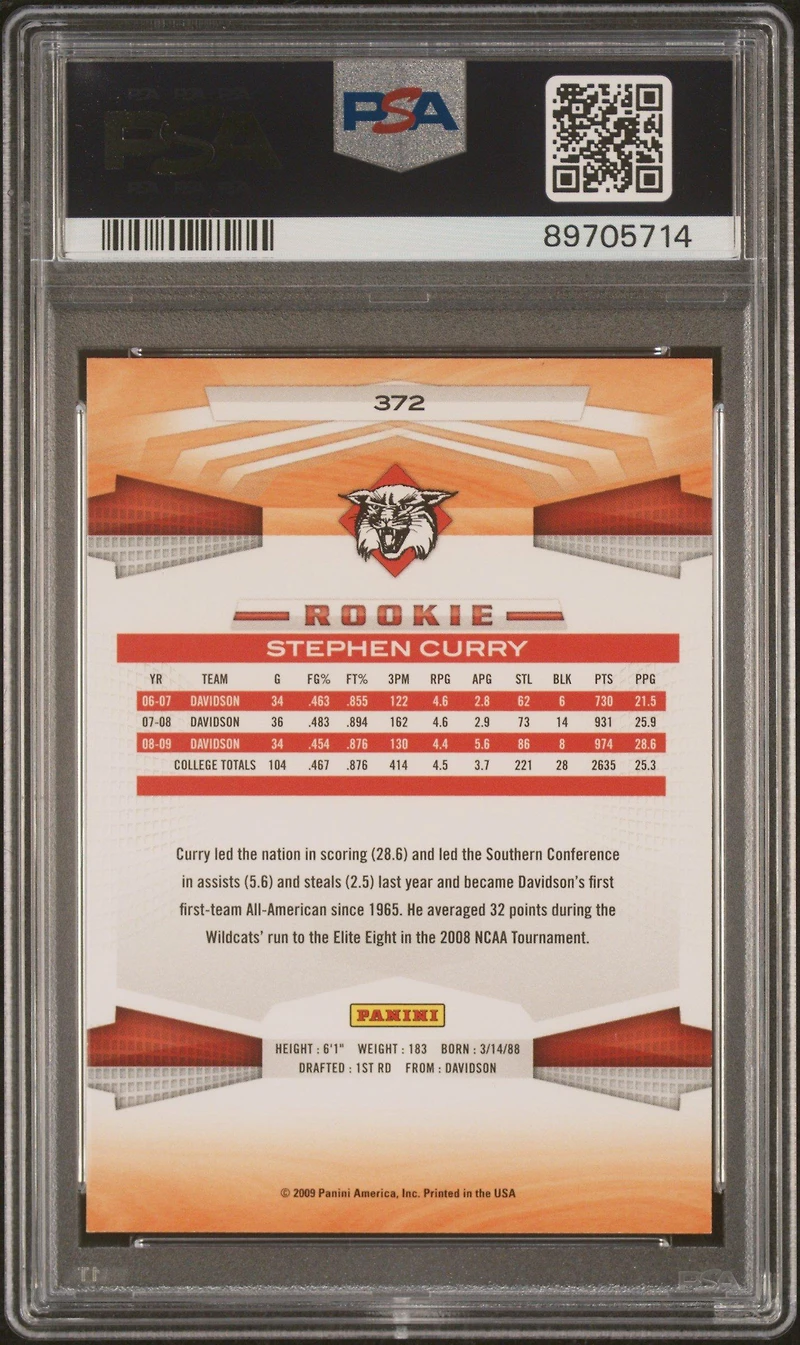 PSA
89705714
372
ROOKIE
STEPHEN CURRY
YR TEAM G FG% FT% 3PM RPG APG STL BLK PTS PPG
06-07 DAVIDSON 34 .463 .855 122 4.6 2.8 62 6 730 21.5
07-08 DAVIDSON 36 .483 .894 162 4.6 2.9 73 14 931 25.9
08-09 DAVIDSON 34 .454 .876 130 4.4 5.6 86 8 974 28.6
COLLEGE TOTALS 104 .467 .876 414 4.5 3.7 221 28 2635 25.3
Curry led the nation in scoring (28.6) and led the Southern Conference
in assists (5.6) and steals (2.5) last year and became Davidson's first
first-team All-American since 1965. He averaged 32 points during the
Wildcats' run to the Elite Eight in the 2008 NCAA Tournament.
PANINI
HEIGHT : 6'1" WEIGHT : 183 BORN : 3/14/88
DRAFTED : 1ST RD FROM : DAVIDSON
© 2009 Panini America, Inc. Printed in the USA
PSA